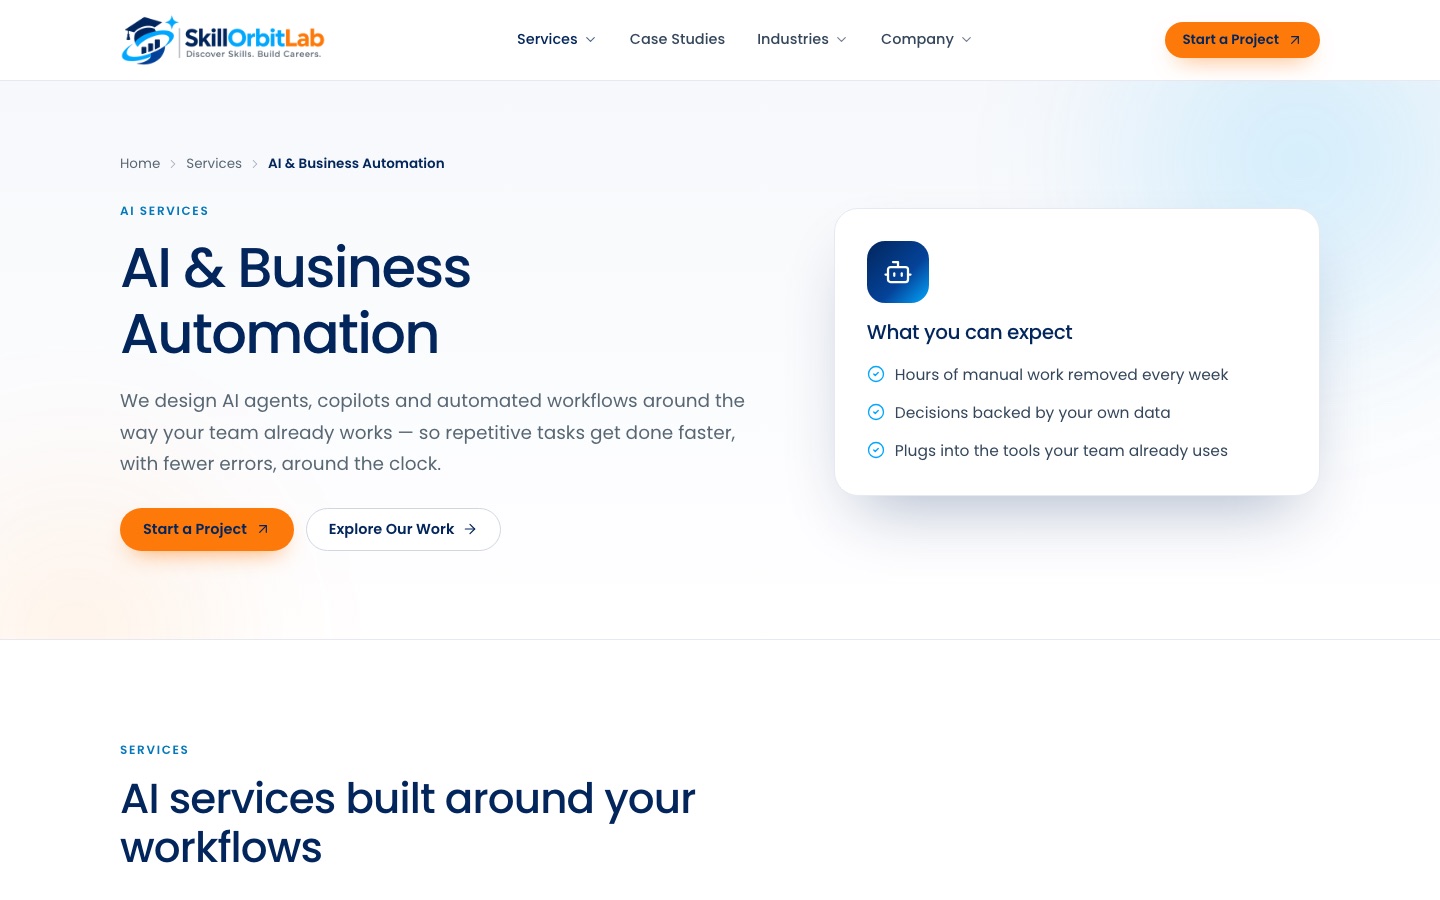 SkillOrbitLab
Discover Skills. Build Careers.
Services
Case Studies
Industries
Company
Start a Project
Home
Services
AI & Business Automation
AI SERVICES
AI & Business
Automation
We design AI agents, copilots and automated workflows around the
way your team already works — so repetitive tasks get done faster,
with fewer errors, around the clock.
Start a Project
Explore Our Work
What you can expect
Hours of manual work removed every week
Decisions backed by your own data
Plugs into the tools your team already uses
SERVICES
AI services built around your
workflows